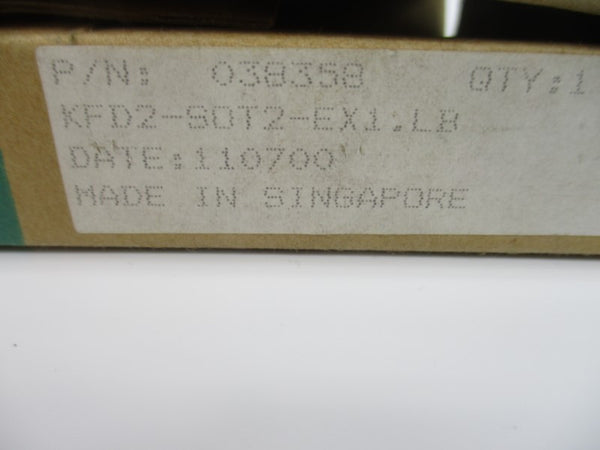 P/N: 038358 QTY:1
KFD2-SOT2-EX1.LB
DATE:110700
MADE IN SINGAPORE